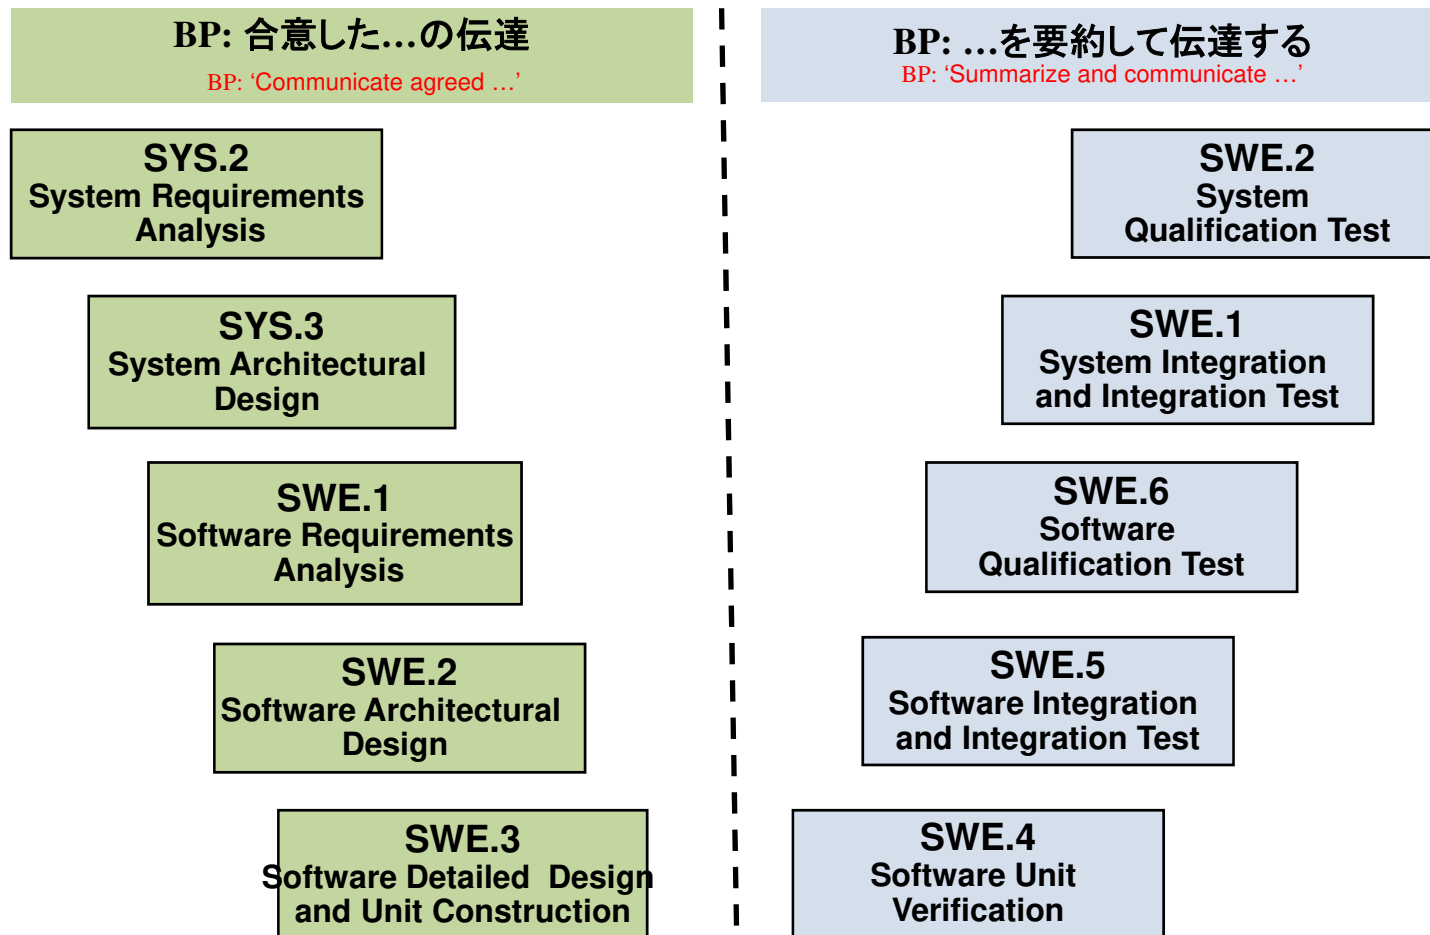 BP: 合意した…の伝達
BP: ‘Communicate agreed …’
SYS.2
System Requirements
Analysis
SYS.3
System Architectural
Design
SWE.1
Software Requirements
Analysis
SWE.2
Software Architectural
Design
SWE.3
Software Detailed Design
and Unit Construction
BP: …を要約して伝達する
BP: ‘Summarize and communicate …’
SWE.2
System
Qualification Test
SWE.1
System Integration
and Integration Test
SWE.6
Software
Qualification Test
SWE.5
Software Integration
and Integration Test
SWE.4
Software Unit
Verification